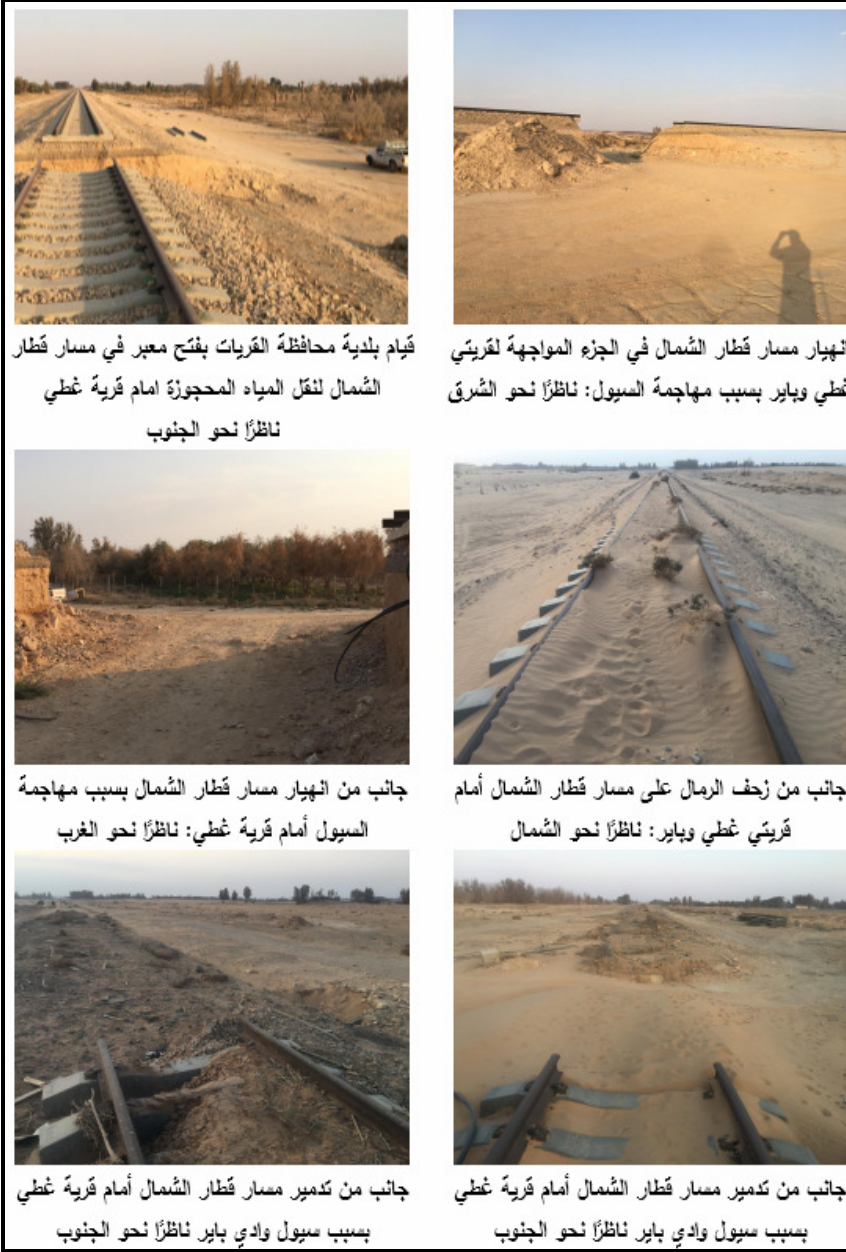 انهيار مسار قطار الشمال في الجزء المواجهة لقريتي
غطي وباير بسبب مهاجمة السيول: ناظرًا نحو الشرق
قيام بلدية محافظة القريات بفتح معبر في مسار قطار
الشمال لنقل المياه المحجوزة امام قرية غطي
ناظرًا نحو الجنوب
جانب من زحف الرمال على مسار قطار الشمال أمام
قريتي غطي وباير: ناظرًا نحو الشمال
جانب من انهيار مسار قطار الشمال بسبب مهاجمة
السيول أمام قرية غطي: ناظرًا نحو الغرب
جانب من تدمير مسار قطار الشمال أمام قرية غطي
بسبب سيول وادي باير ناظرًا نحو الجنوب
جانب من تدمير مسار قطار الشمال أمام قرية غطي
بسبب سيول وادي باير ناظرًا نحو الجنوب